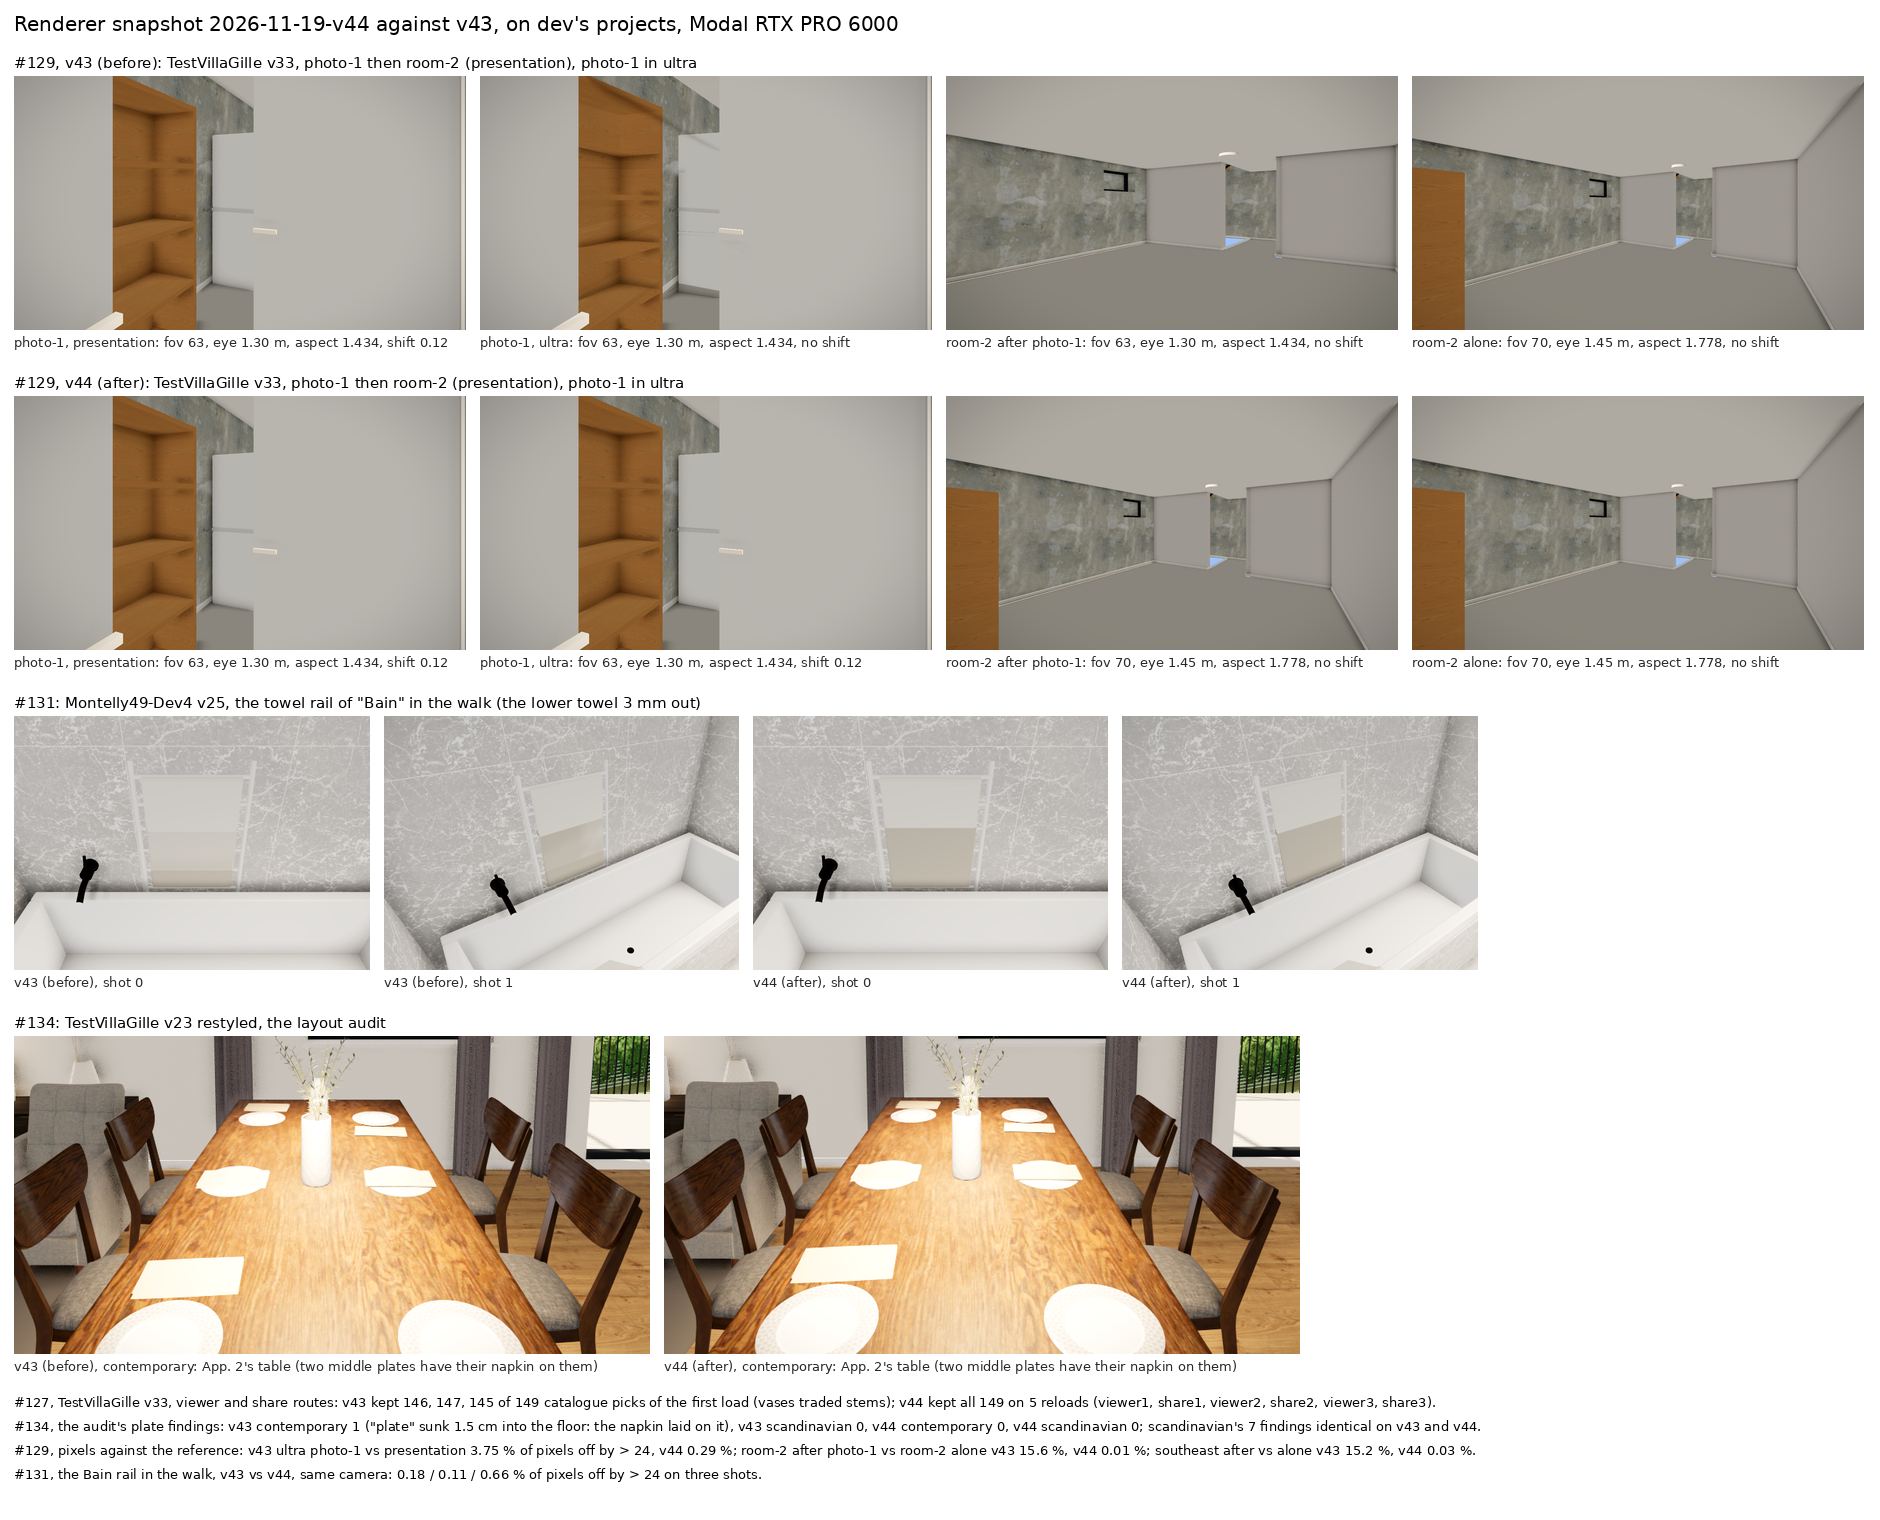 Renderer snapshot 2026-11-19-v44 against v43, on dev's projects, Modal RTX PRO 6000
#129, v43 (before): TestVillaGille v33, photo-1 then room-2 (presentation), photo-1 in ultra
photo-1, presentation: fov 63, eye 1.30 m, aspect 1.434, shift 0.12
photo-1, ultra: fov 63, eye 1.30 m, aspect 1.434, no shift
room-2 after photo-1: fov 63, eye 1.30 m, aspect 1.434, no shift
room-2 alone: fov 70, eye 1.45 m, aspect 1.778, no shift
#129, v44 (after): TestVillaGille v33, photo-1 then room-2 (presentation), photo-1 in ultra
photo-1, presentation: fov 63, eye 1.30 m, aspect 1.434, shift 0.12
photo-1, ultra: fov 63, eye 1.30 m, aspect 1.434, shift 0.12
room-2 after photo-1: fov 70, eye 1.45 m, aspect 1.778, no shift
room-2 alone: fov 70, eye 1.45 m, aspect 1.778, no shift
#131: Montelly49-Dev4 v25, the towel rail of "Bain" in the walk (the lower towel 3 mm out)
v43 (before), shot 0
v43 (before), shot 1
v44 (after), shot 0
v44 (after), shot 1
#134: TestVillaGille v23 restyled, the layout audit
v43 (before), contemporary: App. 2's table (two middle plates have their napkin on them)
v44 (after), contemporary: App. 2's table (two middle plates have their napkin on them)
#127, TestVillaGille v33, viewer and share routes: v43 kept 146, 147, 145 of 149 catalogue picks of the first load (vases traded stems); v44 kept all 149 on 5 reloads (viewer1, share1, viewer2, share2, viewer3, share3).
#134, the audit's plate findings: v43 contemporary 1 ("plate" sunk 1.5 cm into the floor: the napkin laid on it), v43 scandinavian 0, v44 contemporary 0, v44 scandinavian 0; scandinavian's 7 findings identical on v43 and v44.
#129, pixels against the reference: v43 ultra photo-1 vs presentation 3.75 % of pixels off by > 24, v44 0.29 %; room-2 after photo-1 vs room-2 alone v43 15.6 %, v44 0.01 %; southeast after vs alone v43 15.2 %, v44 0.03 %.
#131, the Bain rail in the walk, v43 vs v44, same camera: 0.18 / 0.11 / 0.66 % of pixels off by > 24 on three shots.